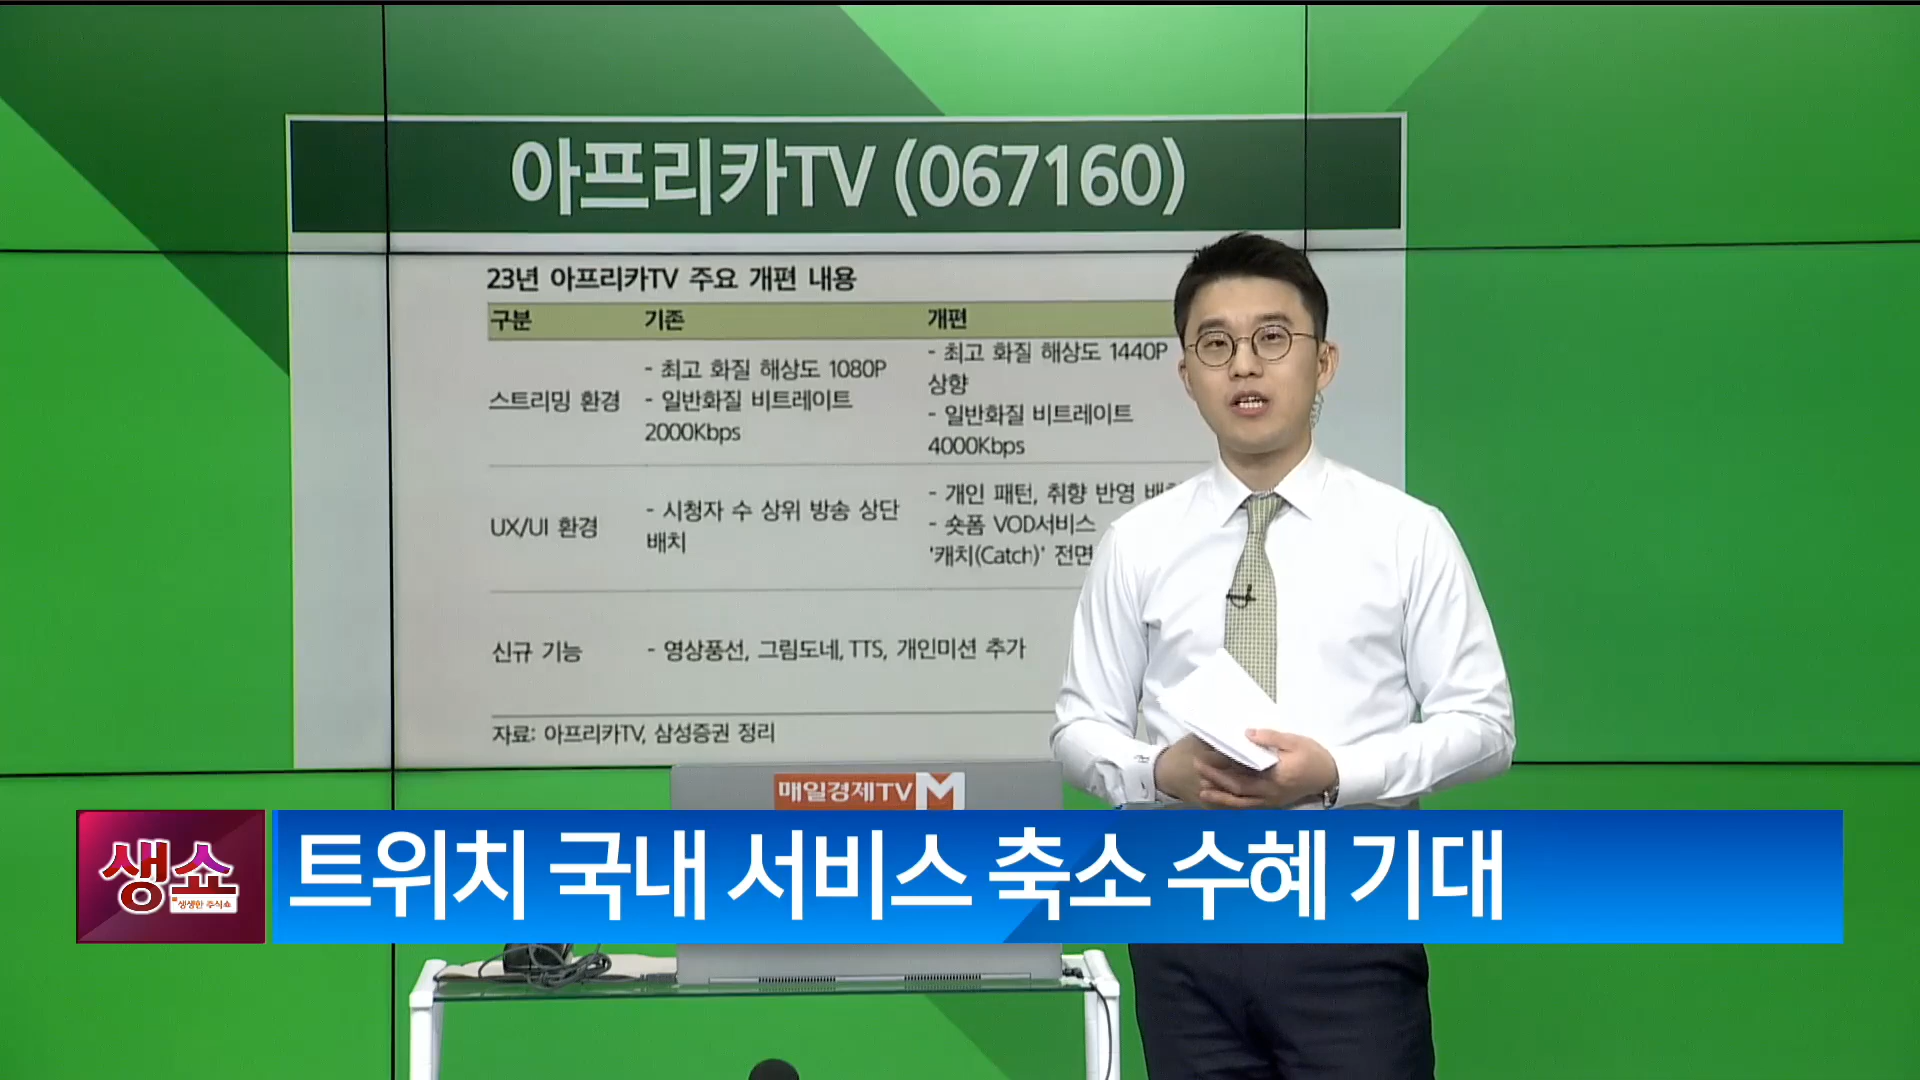 아프리카TV (067160)
23년 아프리카TV 주요 개편 내용
구분 기존 개편
스트리밍 환경
- 최고 화질 해상도 1080P
- 일반화질 비트레이트
2000Kbps
- 최고 화질 해상도 1440P
상향
- 일반화질 비트레이트
4000Kbps
UX/UI 환경
- 시청자 수 상위 방송 상단
배치
- 개인 패턴, 취향 반영
- 숏폼 VOD서비스
'캐치(Catch)' 전면
신규 기능
- 영상풍선, 그림도네, TTS, 개인미션 추가
자료: 아프리카TV, 삼성증권 정리
매일경제TV M
생쇼
생생한 주식쇼
트위치 국내 서비스 축소 수혜 기대